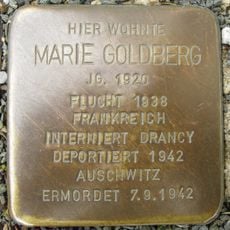 HIER WOHNTE
MARIE GOLDBERG
JG. 1920
FLUCHT 1938
FRANKREICH
INTERNIERT DRANCY
DEPORTIERT 1942
AUSCHWITZ
ERMORDET 7.9.1942